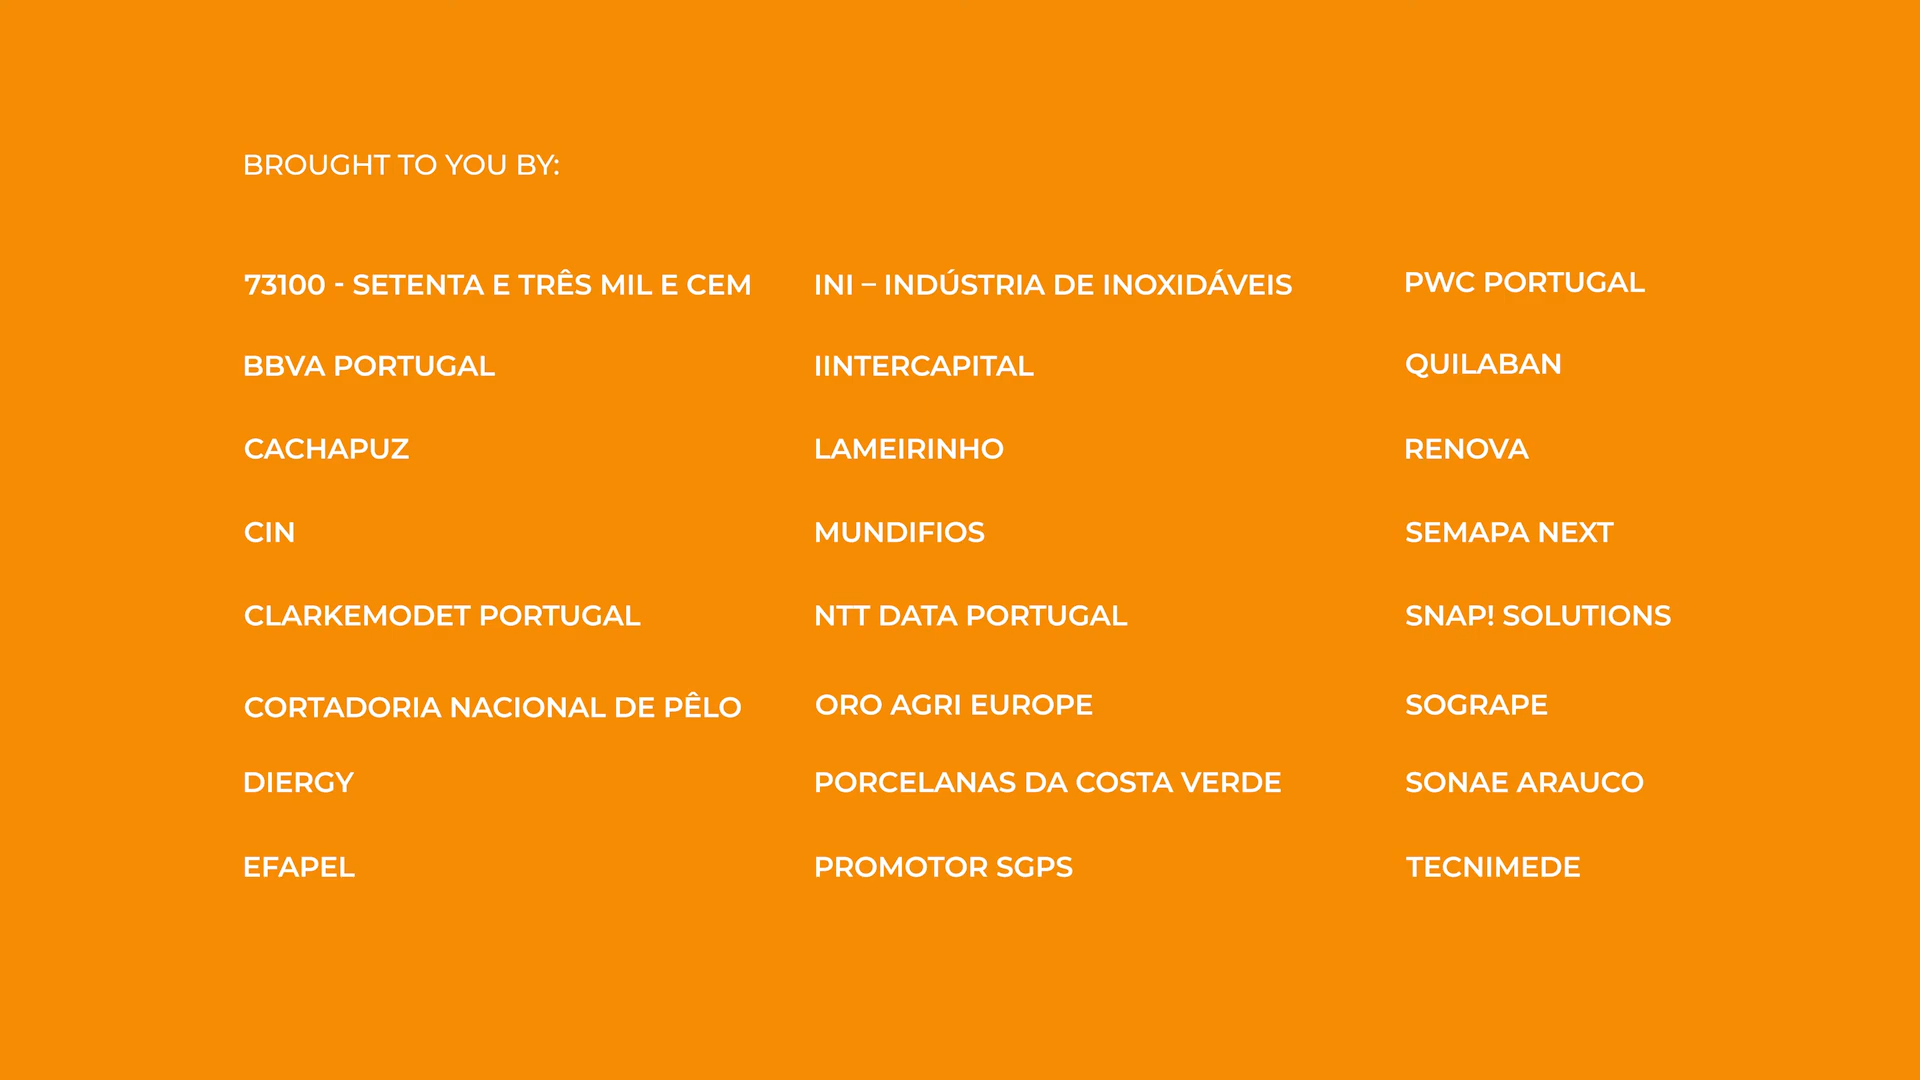 BROUGHT TO YOU BY:
73100 - SETENTA E TRÊS MIL E CEM
BBVA PORTUGAL
CACHAPUZ
CIN
CLARKEMODET PORTUGAL
CORTADORIA NACIONAL DE PÊLO
DIERGY
EFAPEL
INI – INDÚSTRIA DE INOXIDÁVEIS
IINTERCAPITAL
LAMEIRINHO
MUNDIFIOS
NTT DATA PORTUGAL
ORO AGRI EUROPE
PORCELANAS DA COSTA VERDE
PROMOTOR SGPS
PWC PORTUGAL
QUILABAN
RENOVA
SEMAPA NEXT
SNAP! SOLUTIONS
SOGRAPE
SONAE ARAUCO
TECNIMEDE